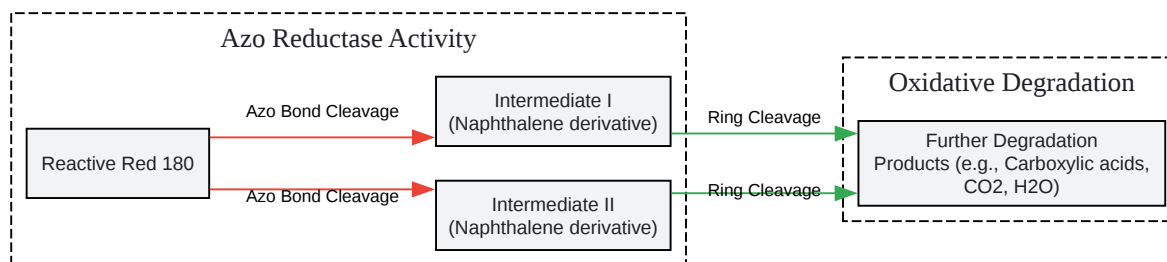 Azo Reductase Activity
Reactive Red 180
Azo Bond Cleavage
Azo Bond Cleavage
Intermediate I
(Naphthalene derivative)
Intermediate II
(Naphthalene derivative)
Ring Cleavage
Ring Cleavage
Oxidative Degradation
Further Degradation
Products (e.g., Carboxylic acids,
CO2, H2O)